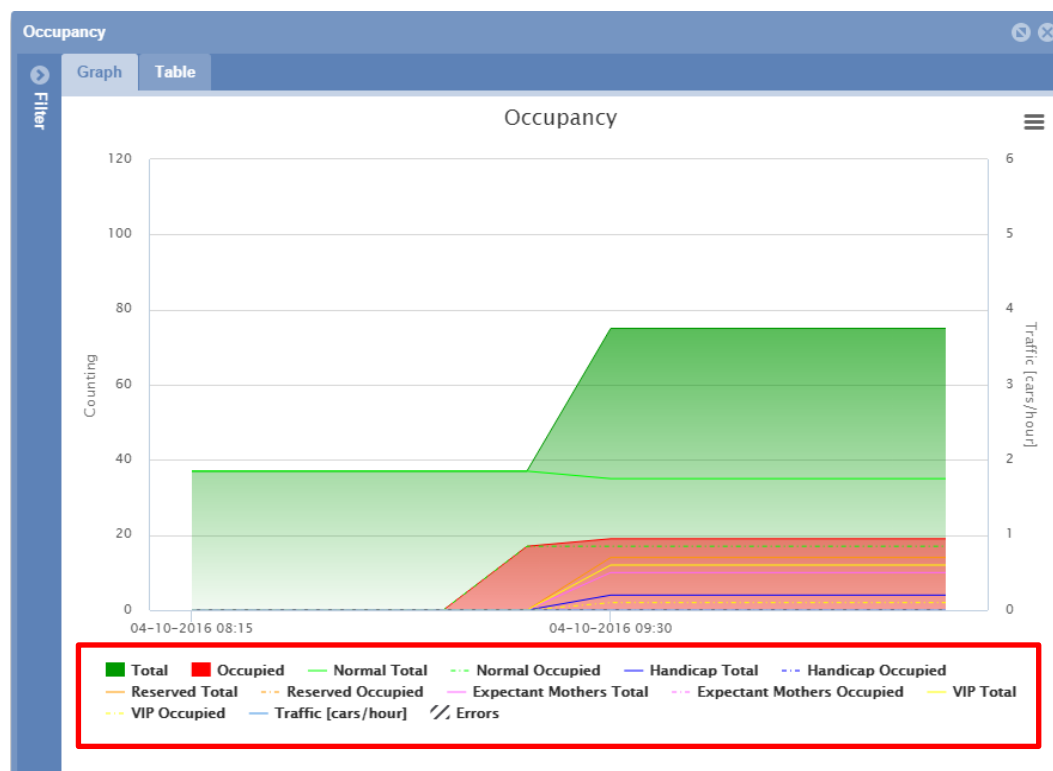 Occupancy
Graph Table
Filter
Occupancy
120 6
100 5
80 4
60 3
40 2
20 1
0 0
Counting
Traffic [cars/hour]
04-10-2016 08:15 04-10-2016 09:30
Total Occupied Normal Total Normal Occupied Handicap Total Handicap Occupied
Reserved Total Reserved Occupied Expectant Mothers Total Expectant Mothers Occupied VIP Total
VIP Occupied Traffic [cars/hour] Errors